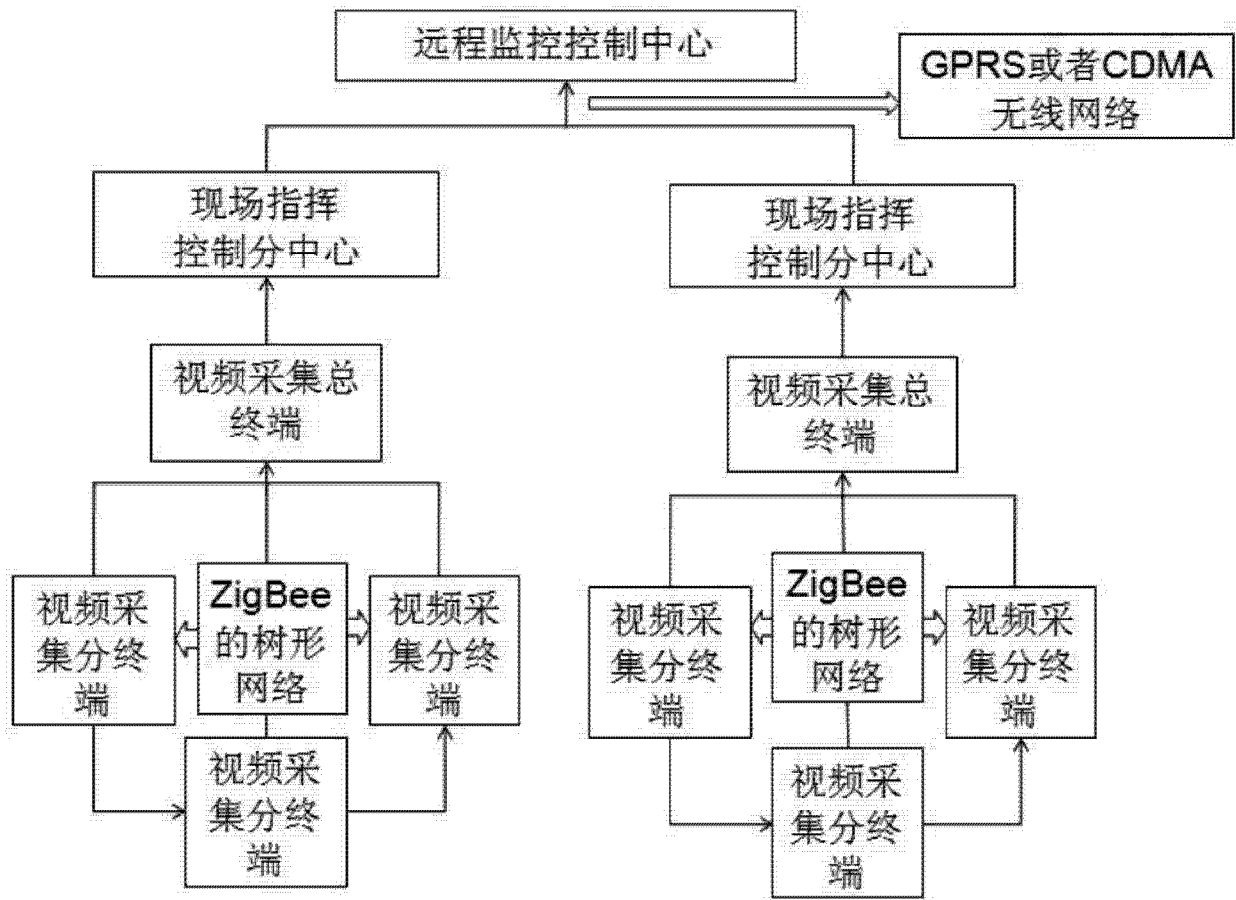 远程监控控制中心
GPRS或者CDMA
无线网络
现场指挥
控制分中心
现场指挥
控制分中心
视频采集总
终端
视频采集总
终端
视频采
集分终
端
ZigBee
的树形
网络
视频采
集分终
端
视频采
集分终
端
视频采
集分终
端
ZigBee
的树形
网络
视频采
集分终
端
视频采
集分终
端